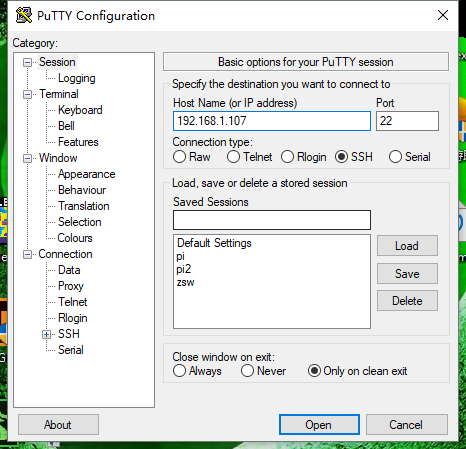 PuTTY Configuration
Category:
Session
Logging
Terminal
Keyboard
Bell
Features
Window
Appearance
Behaviour
Translation
Selection
Colours
Connection
Data
Proxy
Telnet
Rlogin
SSH
Serial
Basic options for your PuTTY session
Specify the destination you want to connect to
Host Name (or IP address) Port
192.168.1.107 22
Connection type:
Raw Telnet Rlogin SSH Serial
Load, save or delete a stored session
Saved Sessions
Default Settings
pi
pi2
zsw
Load
Save
Delete
Close window on exit:
Always Never Only on clean exit
About Open Cancel